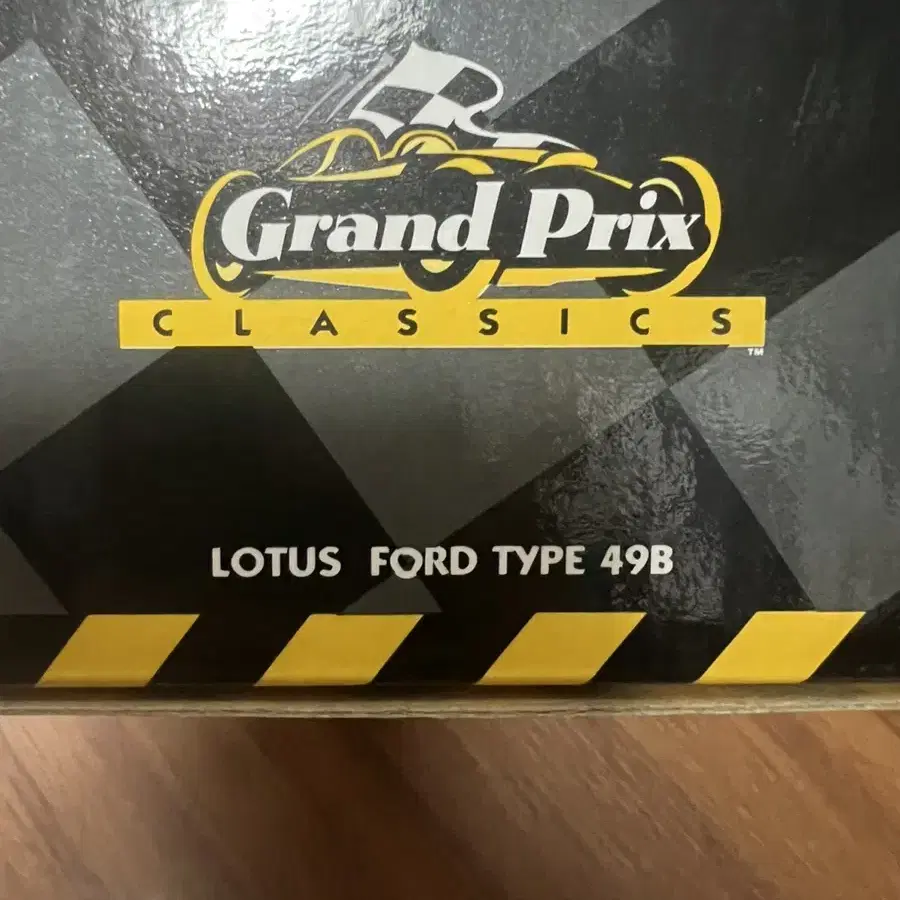 Grand Prix
CLASSICS
TM
LOTUS FORD TYPE 49B